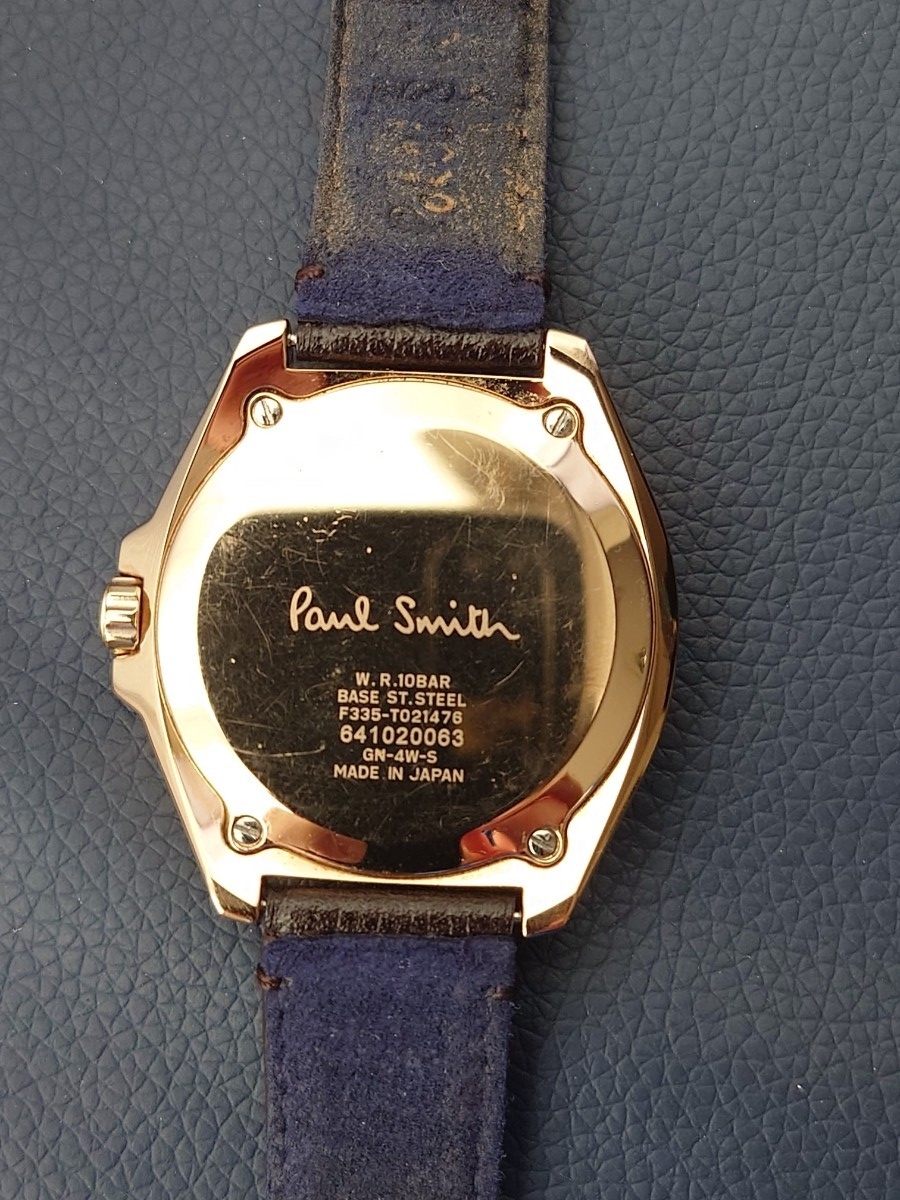 Paul Smith
W.R.10BAR
BASE ST.STEEL
F335-T021476
641020063
GN-4W-S
MADE IN JAPAN